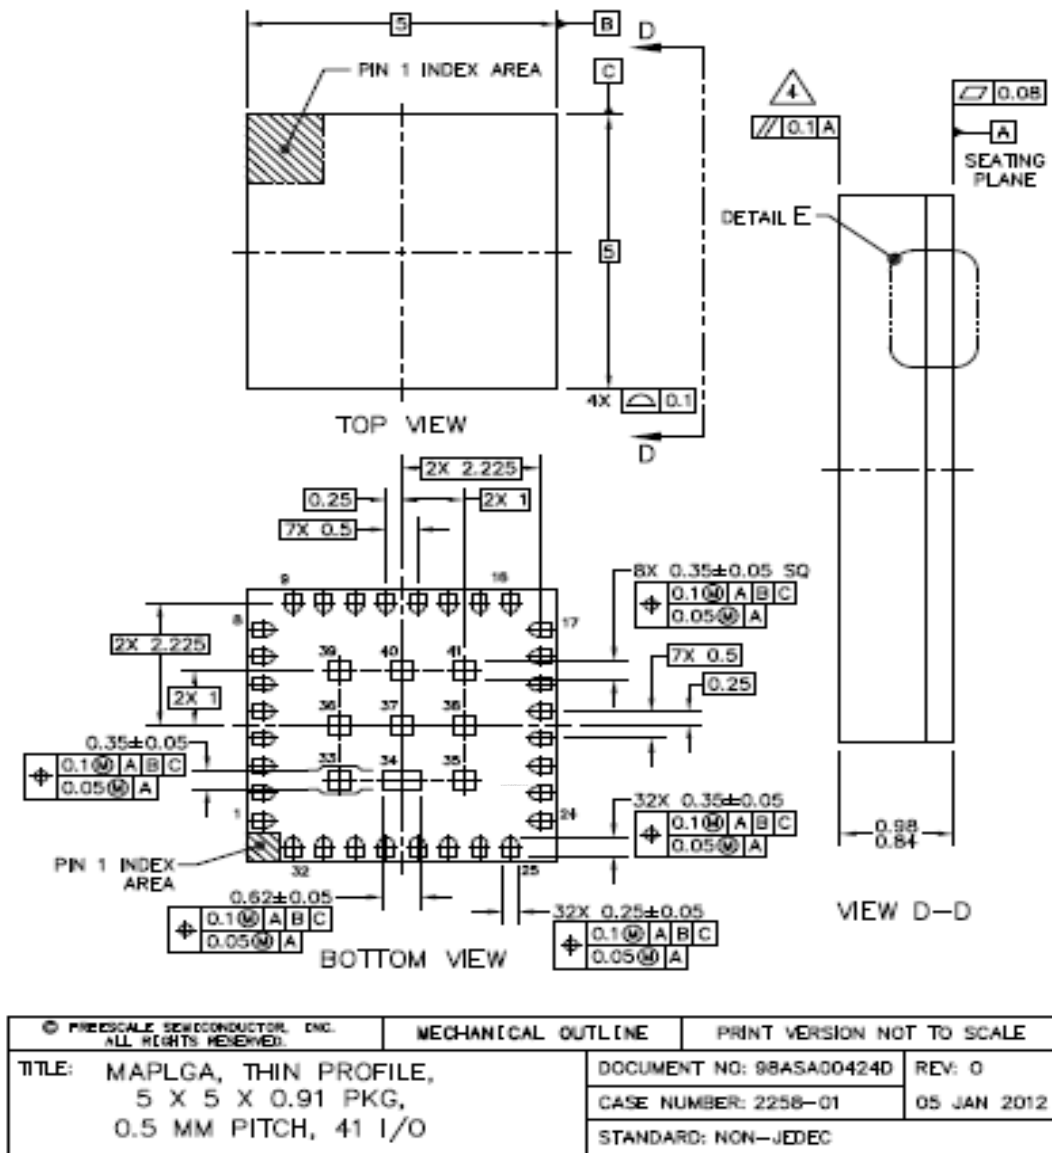 5
B
D
PIN 1 INDEX AREA
C
4
0.08
// 0.1 A
A
SEATING
PLANE
DETAIL E
5
4X 0.1
TOP VIEW
D
2X 2.225
0.25
2X 1
7X 0.5
8X 0.35±0.05 SQ
0.1 Ⓜ A B C
0.05 Ⓜ A
9
16
8
17
2X 2.225
39
40
41
7X 0.5
0.25
2X 1
36
37
38
0.35±0.05
0.1 Ⓜ A B C
0.05 Ⓜ A
33
34
35
32X 0.35±0.05
0.1 Ⓜ A B C
0.05 Ⓜ A
1
24
0.98
0.84
PIN 1 INDEX
AREA
32
25
0.62±0.05
0.1 Ⓜ A B C
0.05 Ⓜ A
32X 0.25±0.05
0.1 Ⓜ A B C
0.05 Ⓜ A
VIEW D-D
BOTTOM VIEW
© FREESCALE SEMICONDUCTOR, INC.
ALL RIGHTS RESERVED.
MECHANICAL OUTLINE
PRINT VERSION NOT TO SCALE
TITLE: MAPLGA, THIN PROFILE,
5 X 5 X 0.91 PKG,
0.5 MM PITCH, 41 I/O
DOCUMENT NO: 98ASA00424D
REV: 0
CASE NUMBER: 2258-01
05 JAN 2012
STANDARD: NON-JEDEC